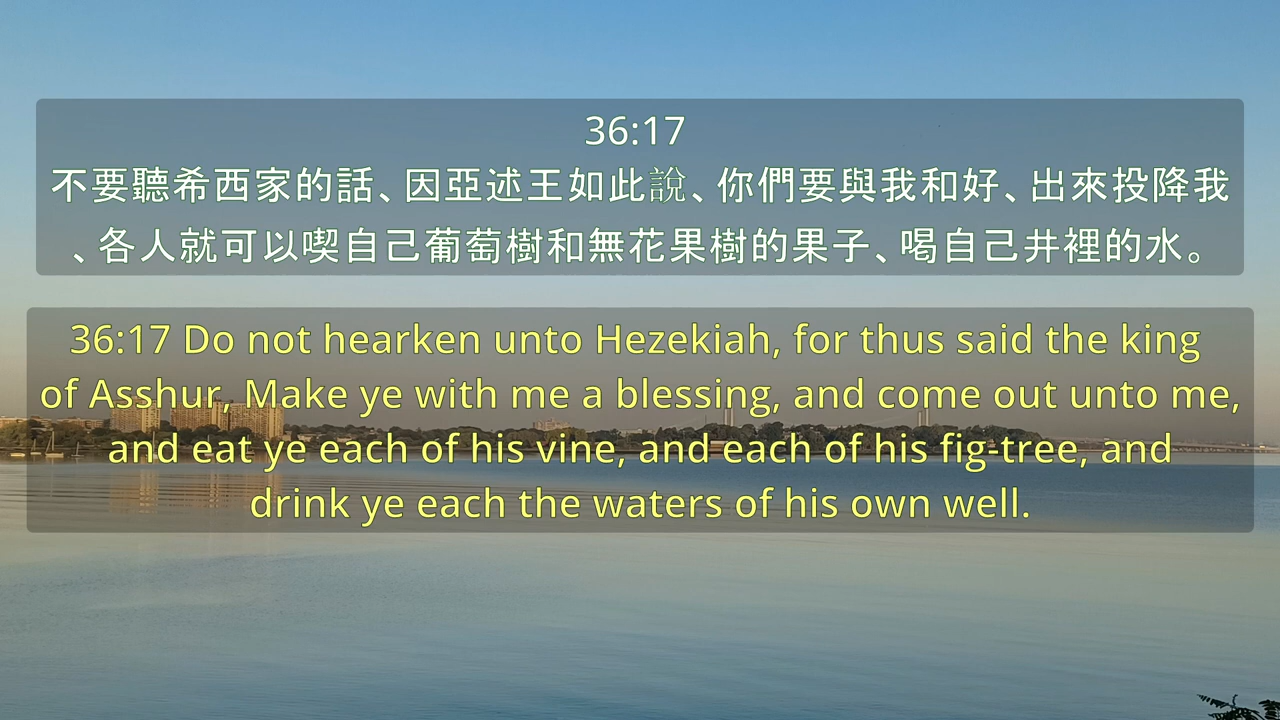 36:17
不要聽希西家的話、因亞述王如此說、你們要與我和好、出來投降我
、各人就可以喫自己葡萄樹和無花果樹的果子、喝自己井裡的水。
36:17 Do not hearken unto Hezekiah, for thus said the king
of Asshur, Make ye with me a blessing, and come out unto me,
and eat ye each of his vine, and each of his fig-tree, and
drink ye each the waters of his own well.